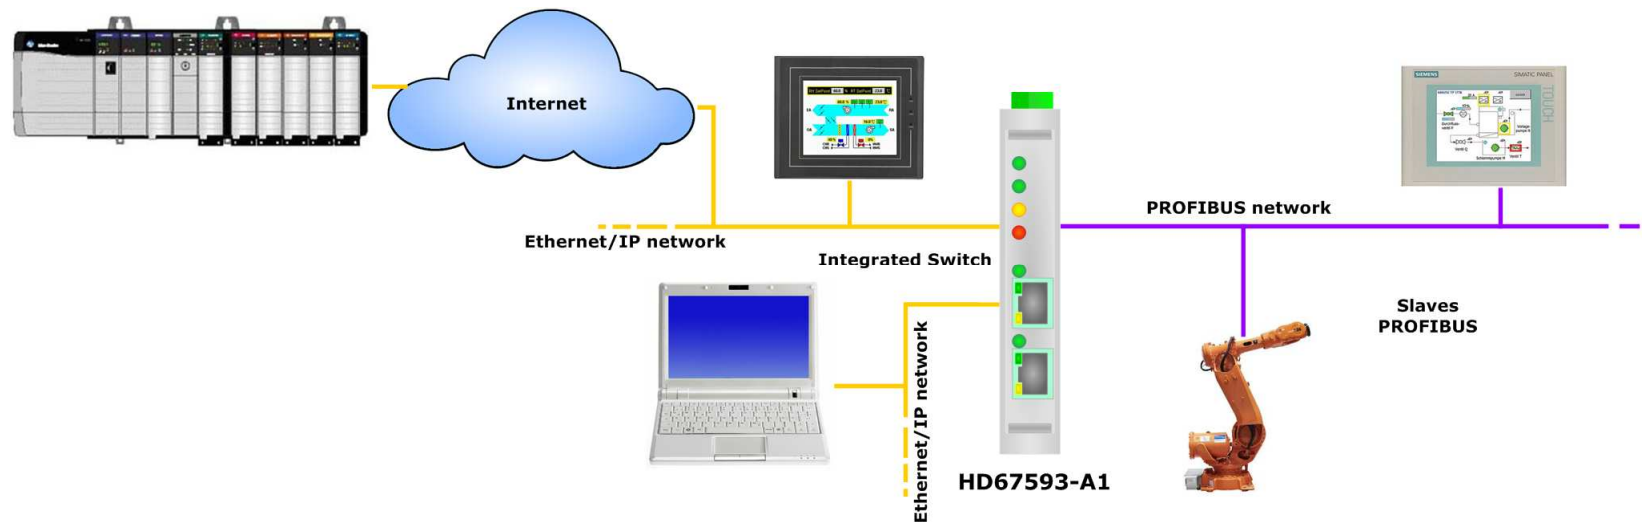 Internet
SIEMENS
SIMATIC PANEL
TOUCH
PROFIBUS network
Ethernet/IP network
Integrated Switch
Ethernet/IP network
Slaves
PROFIBUS
HD67593-A1